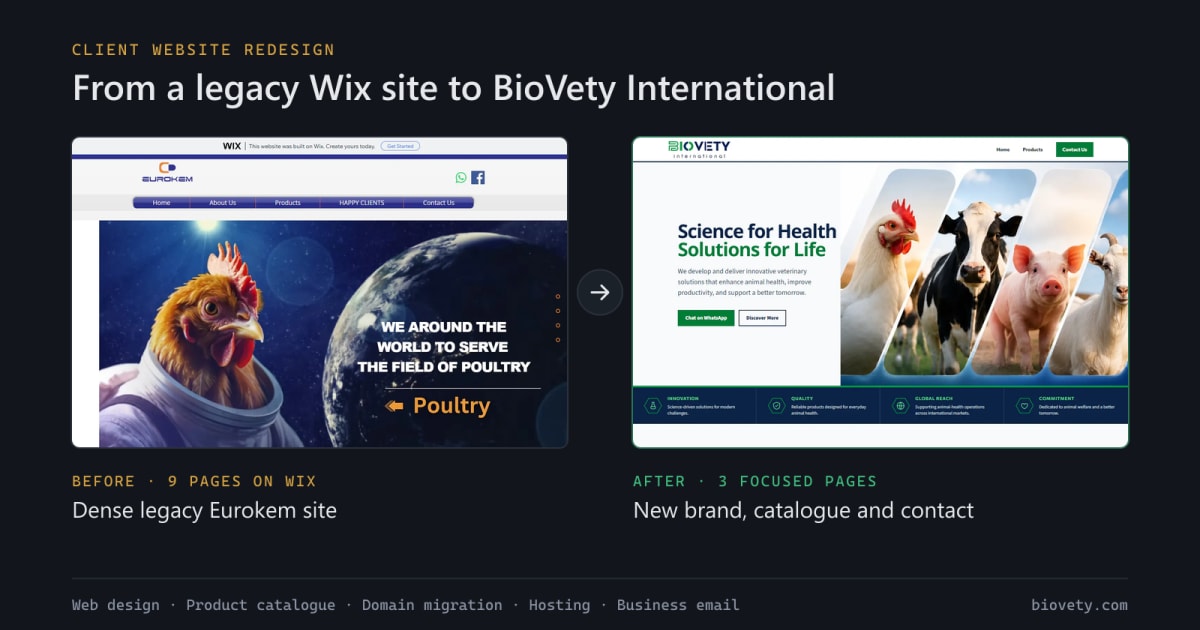 CLIENT WEBSITE REDESIGN
From a legacy Wix site to BioVety International
WIX | This website was built on Wix. Create yours today. Get Started
EUROKEM
Home About Us Products HAPPY CLIENTS Contact Us
WE AROUND THE
WORLD TO SERVE
THE FIELD OF POULTRY
Poultry
BIOVETY
international
Home Products Contact Us
Science for Health
Solutions for Life
We develop and deliver innovative veterinary
solutions that enhance animal health, improve
productivity, and support a better tomorrow.
Chat on WhatsApp Discover More
INNOVATION
Science-driven solutions for modern
challenges.
QUALITY
Reliable products designed for everyday
animal health.
GLOBAL REACH
Supporting animal health operations
across international markets.
COMMITMENT
Dedicated to animal welfare and a better
tomorrow.
BEFORE · 9 PAGES ON WIX
Dense legacy Eurokem site
AFTER · 3 FOCUSED PAGES
New brand, catalogue and contact
Web design · Product catalogue · Domain migration · Hosting · Business email
biovety.com